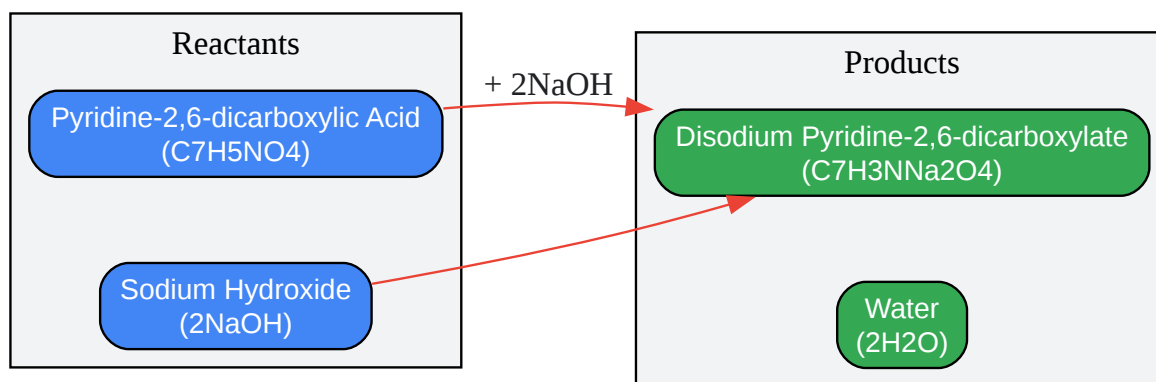 Reactants
Pyridine-2,6-dicarboxylic Acid
(C7H5NO4)
Sodium Hydroxide
(2NaOH)
+ 2NaOH
Products
Disodium Pyridine-2,6-dicarboxylate
(C7H3NNa2O4)
Water
(2H2O)